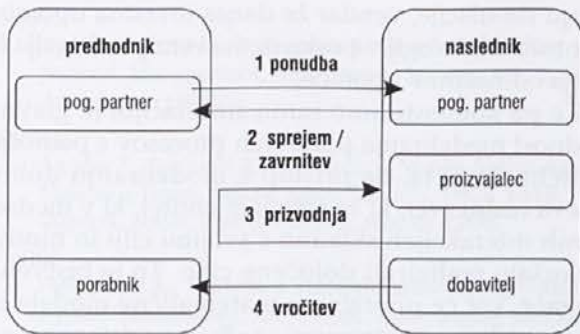 predhodnik
naslednik
1 ponudba
pog. partner
pog. partner
2 sprejem /
zavrnitev
proizvajalec
3 prizvodnja
porabnik
dobavitelj
4 vročitev